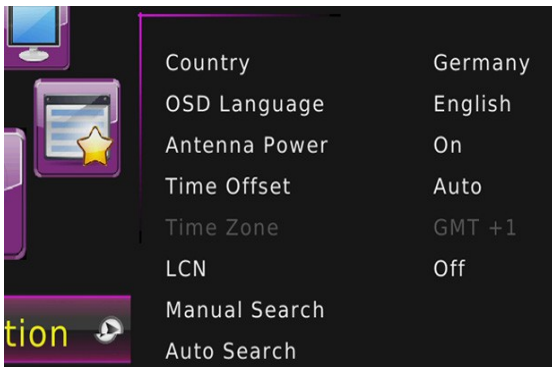 Country Germany
OSD Language English
Antenna Power On
Time Offset Auto
Time Zone GMT +1
LCN Off
Manual Search
tion
Auto Search